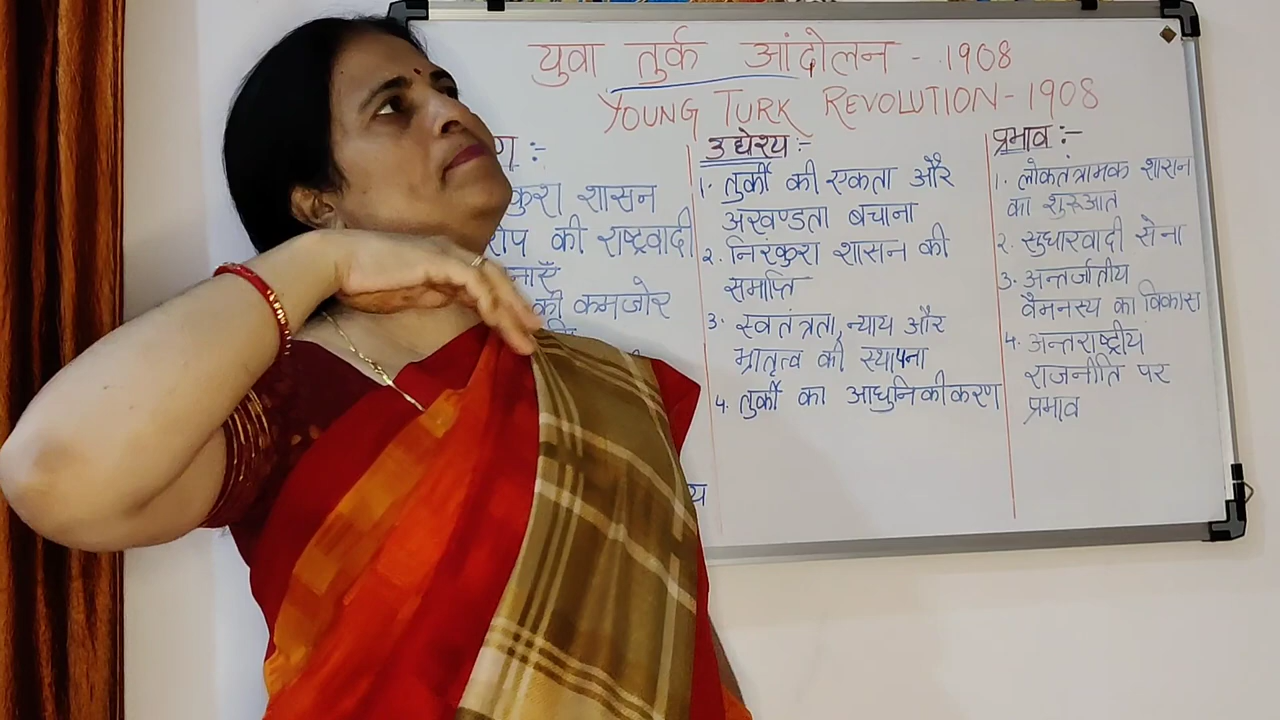 युवा तुर्क आंदोलन - 1908
YOUNG TURK REVOLUTION - 1908
ण :-
कुश शासन
रोप की राष्ट्रवादी
नाएँ
की कमजोर
य
उद्येश्य :-
1. तुर्की की एकता और
अखण्डता बचाना
2. निरंकुश शासन की
समाप्ति
3. स्वतंत्रता, न्याय और
भ्रातृत्व की स्थापना
4. तुर्की का आधुनिकीकरण
प्रभाव :-
1. लोकतंत्रामक शासन
का शुरुआत
2. सुधारवादी सेना
3. अन्तर्जातीय
वैमनस्य का विकास
4. अन्तराष्ट्रीय
राजनीति पर
प्रभाव